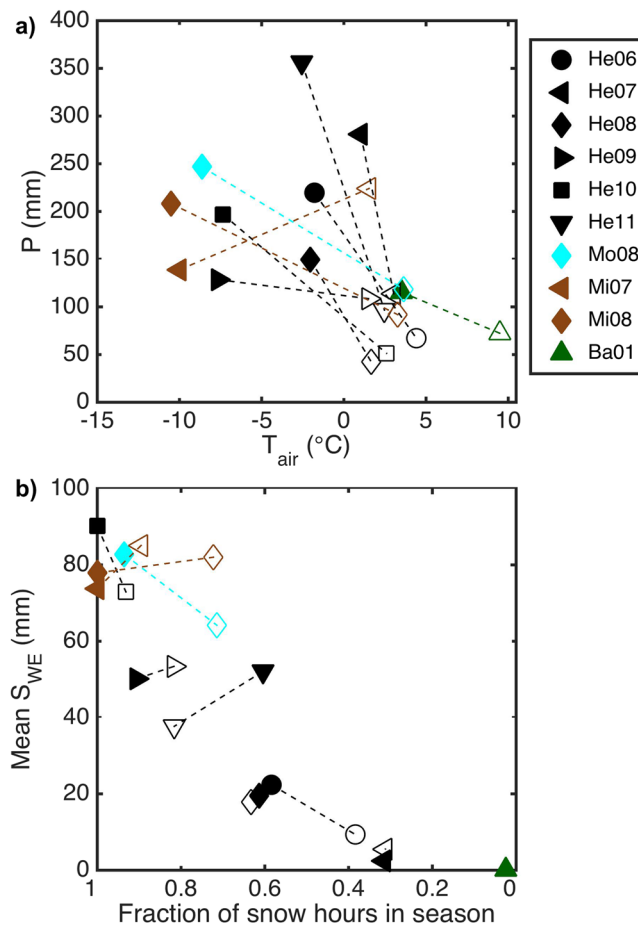 a)
400
350
300
250
200
150
100
50
0
P (mm)
-15 -10 -5 0 5 10
T_air (°C)
He06
He07
He08
He09
He10
He11
Mo08
Mi07
Mi08
Ba01
b)
100
80
60
40
20
0
Mean S_WE (mm)
1 0.8 0.6 0.4 0.2 0
Fraction of snow hours in season